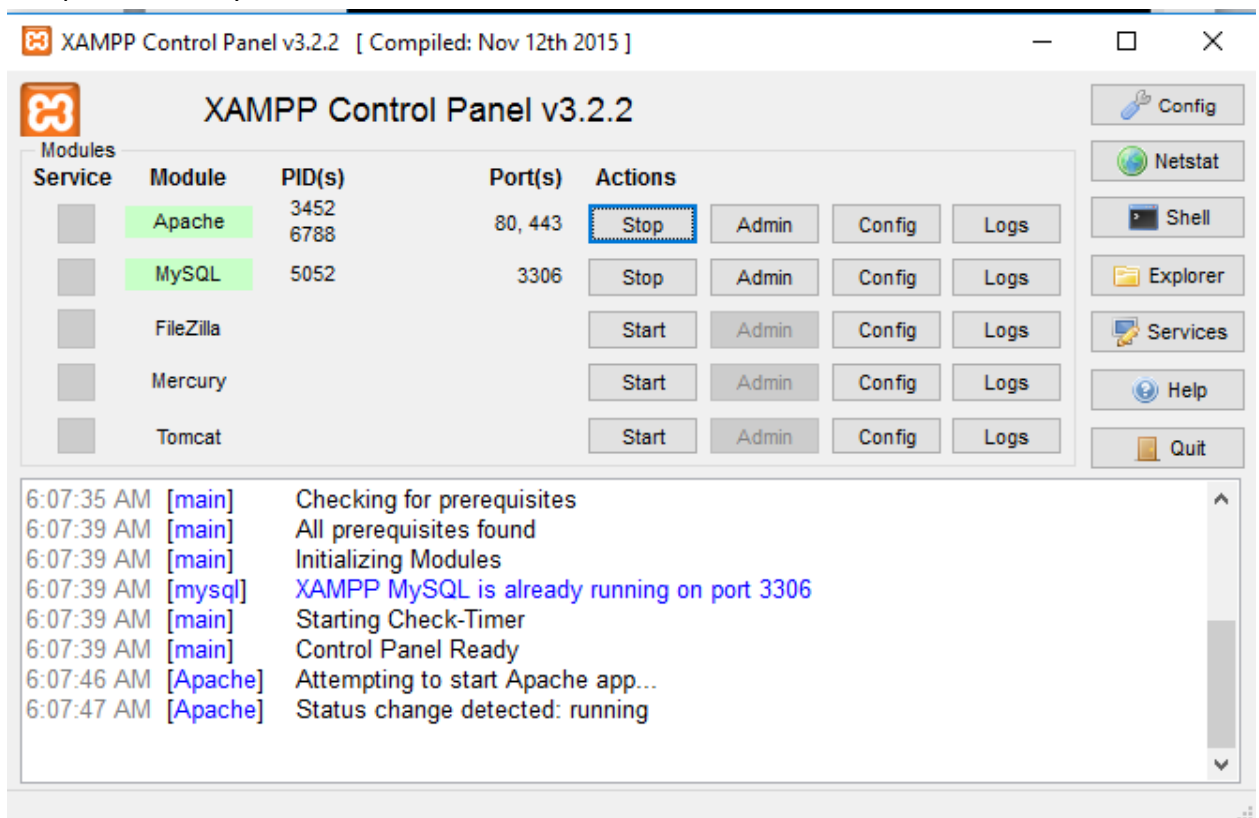 XAMPP Control Panel v3.2.2 [ Compiled: Nov 12th 2015 ]
XAMPP Control Panel v3.2.2
Config
Modules
Service Module PID(s) Port(s) Actions
Netstat
Apache 3452 6788 80, 443 Stop Admin Config Logs
Shell
MySQL 5052 3306 Stop Admin Config Logs
Explorer
FileZilla Start Admin Config Logs
Services
Mercury Start Admin Config Logs
Help
Tomcat Start Admin Config Logs
Quit
6:07:35 AM [main] Checking for prerequisites
6:07:39 AM [main] All prerequisites found
6:07:39 AM [main] Initializing Modules
6:07:39 AM [mysql] XAMPP MySQL is already running on port 3306
6:07:39 AM [main] Starting Check-Timer
6:07:39 AM [main] Control Panel Ready
6:07:46 AM [Apache] Attempting to start Apache app...
6:07:47 AM [Apache] Status change detected: running